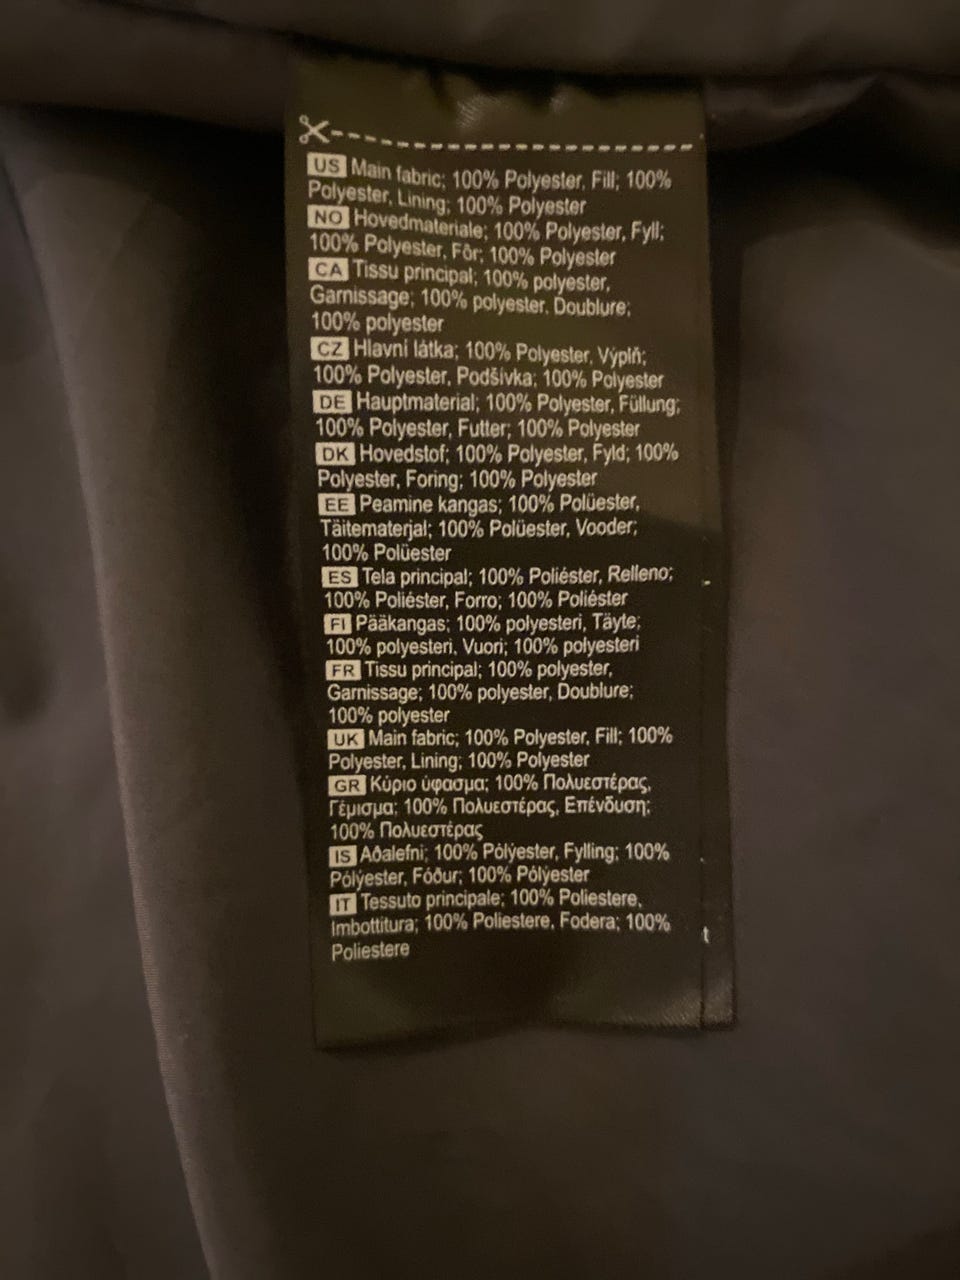 US Main fabric; 100% Polyester, Fill; 100%
Polyester, Lining; 100% Polyester
NO Hovedmateriale; 100% Polyester, Fyll;
100% Polyester, Fôr; 100% Polyester
CA Tissu principal; 100% polyester,
Garnissage; 100% polyester, Doublure;
100% polyester
CZ Hlavní látka; 100% Polyester, Výplň;
100% Polyester, Podšívka; 100% Polyester
DE Hauptmaterial; 100% Polyester, Füllung;
100% Polyester, Futter; 100% Polyester
DK Hovedstof; 100% Polyester, Fyld; 100%
Polyester, Foring; 100% Polyester
EE Peamine kangas; 100% Polüester,
Täitematerjal; 100% Polüester, Vooder;
100% Polüester
ES Tela principal; 100% Poliéster, Relleno;
100% Poliéster, Forro; 100% Poliéster
FI Pääkangas; 100% polyesteri, Täyte;
100% polyesteri, Vuori; 100% polyesteri
FR Tissu principal; 100% polyester,
Garnissage; 100% polyester, Doublure;
100% polyester
UK Main fabric; 100% Polyester, Fill; 100%
Polyester, Lining; 100% Polyester
GR Κύριο ύφασμα; 100% Πολυεστέρας,
Γέμισμα; 100% Πολυεστέρας, Επένδυση;
100% Πολυεστέρας
IS Aðalefni; 100% Pólýester, Fylling; 100%
Pólýester, Fóður; 100% Pólýester
IT Tessuto principale; 100% Poliestere,
Imbottitura; 100% Poliestere, Fodera; 100%
Poliestere